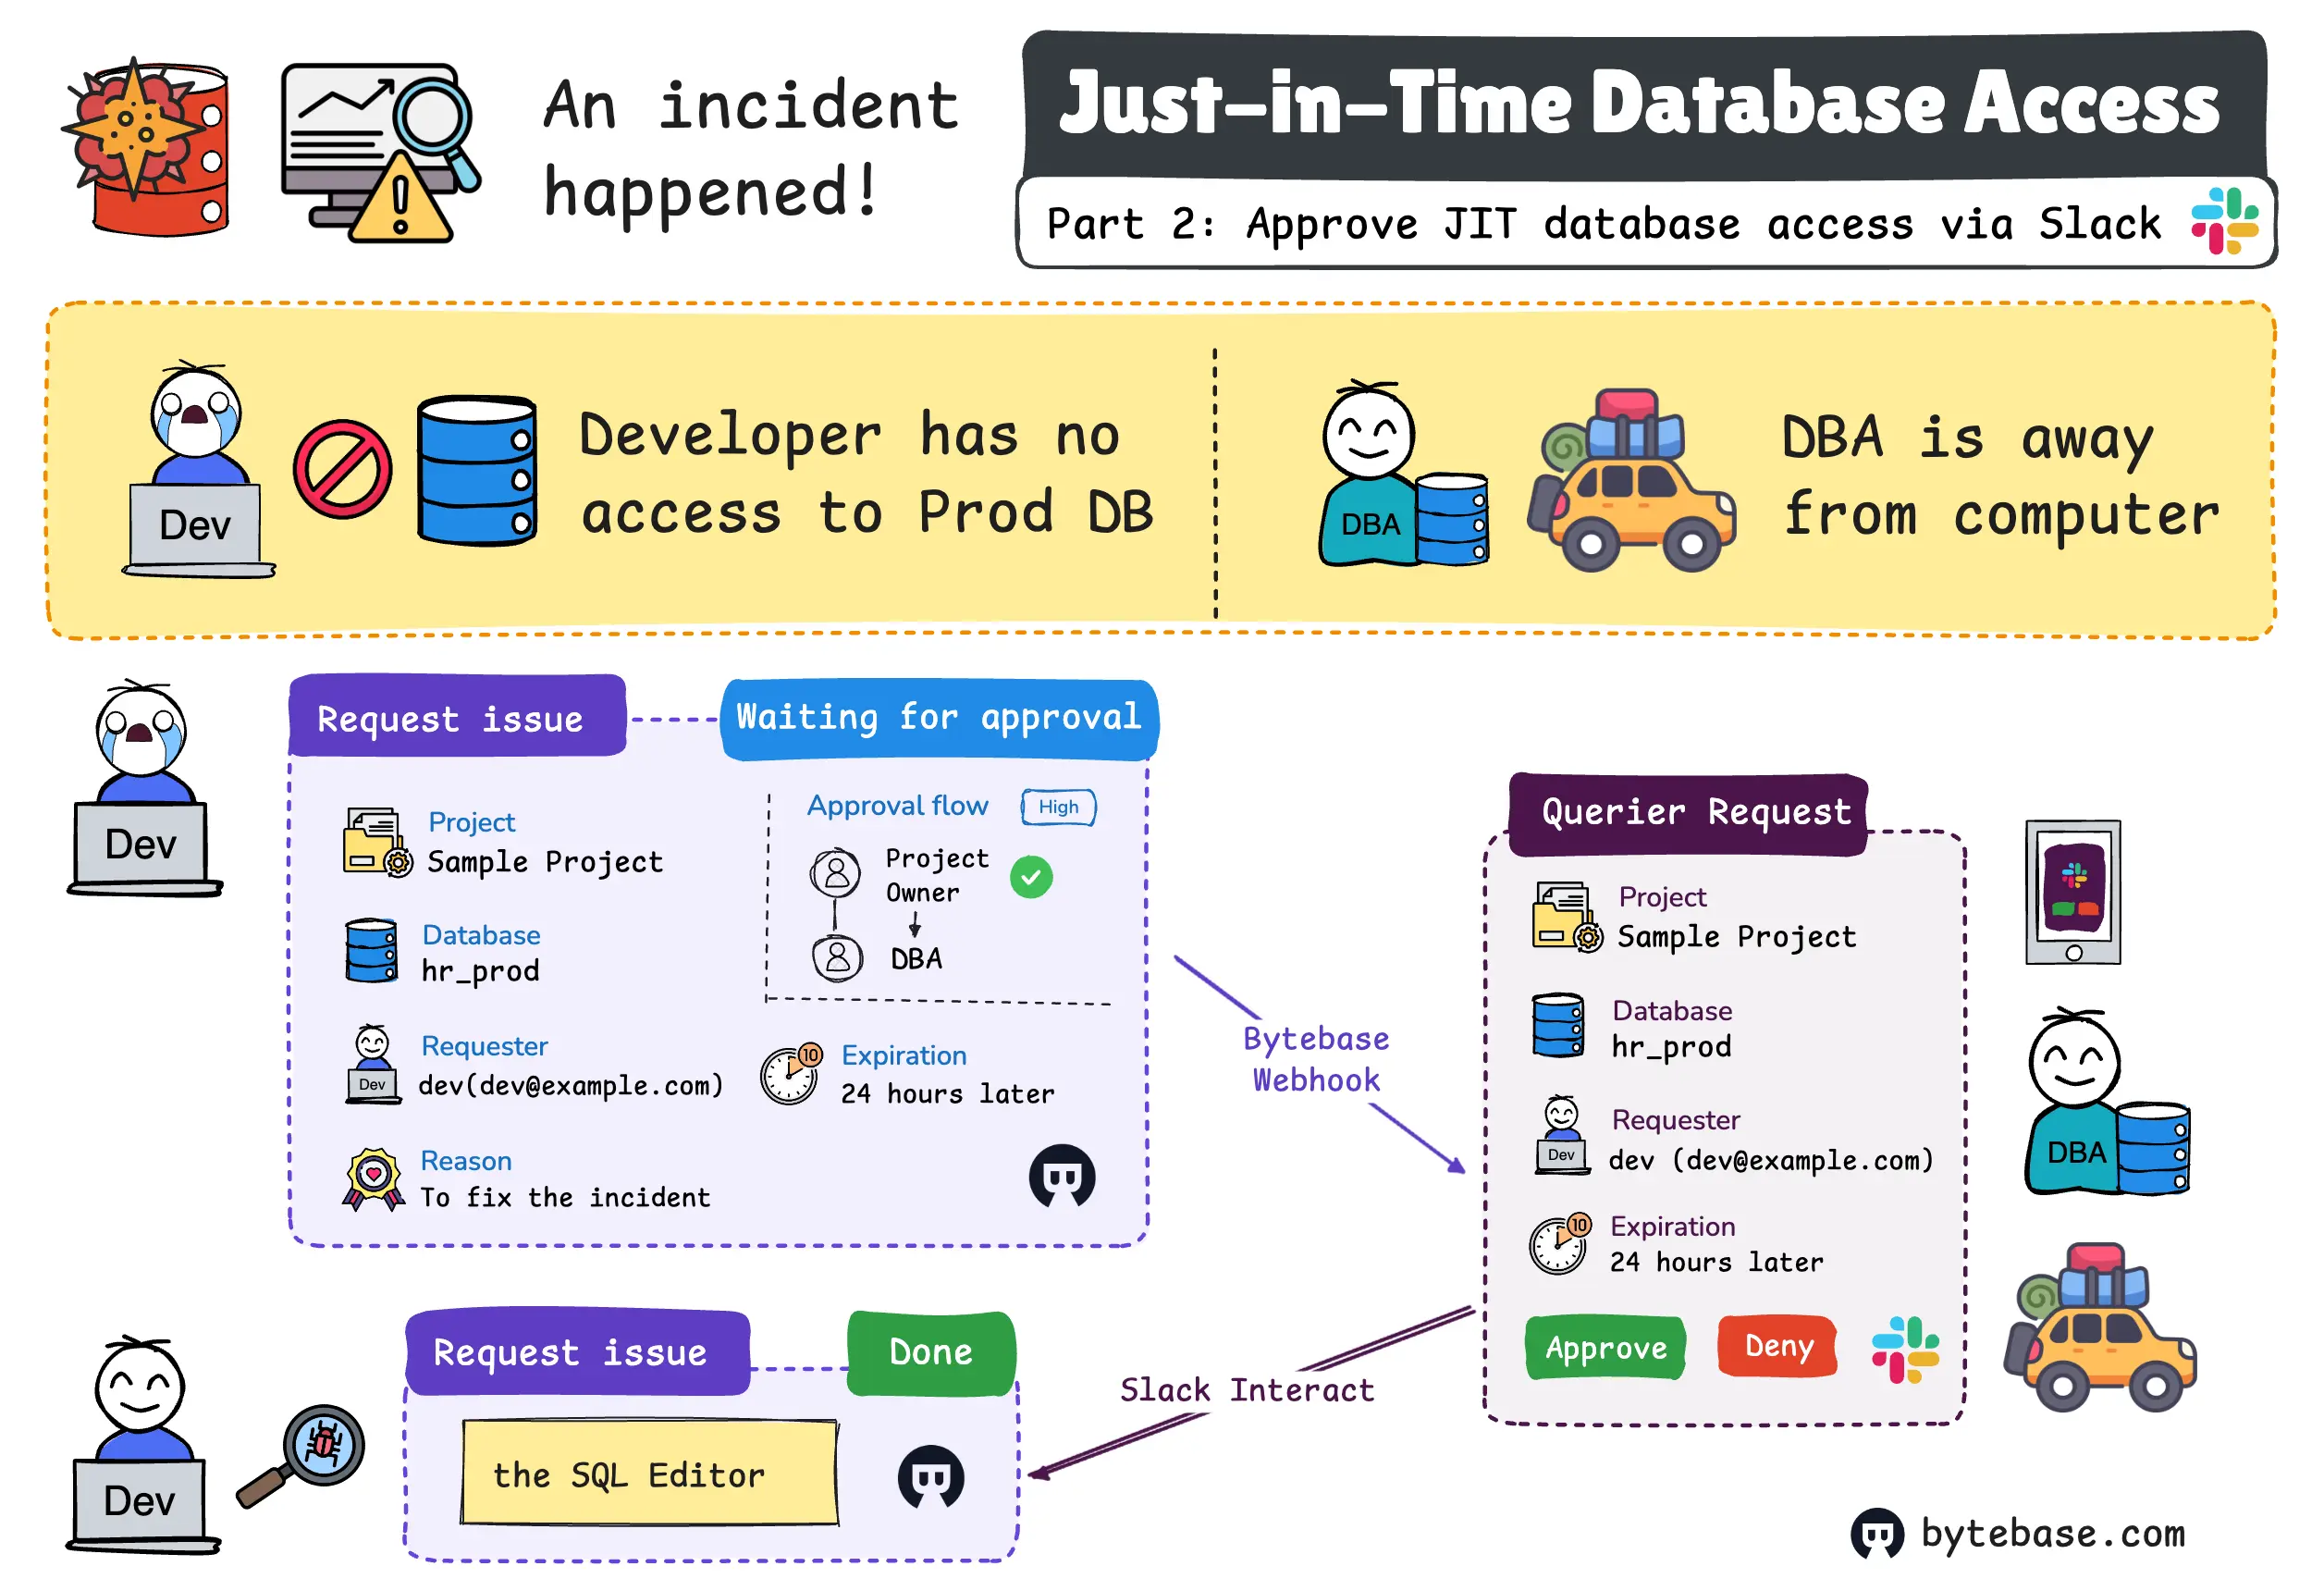 An incident
happened!
Just-in-Time Database Access
Part 2: Approve JIT database access via Slack
Dev
Developer has no
access to Prod DB
DBA
DBA is away
from computer
Dev
Request issue
Waiting for approval
Project
Sample Project
Database
hr_prod
Requester
Dev
dev(dev@example.com)
Reason
To fix the incident
Approval flow
High
Project
Owner
DBA
10
Expiration
24 hours later
Bytebase
Webhook
Querier Request
Project
Sample Project
Database
hr_prod
Requester
Dev
dev (dev@example.com)
10
Expiration
24 hours later
Approve
Deny
DBA
Slack Interact
Dev
Request issue
Done
the SQL Editor
bytebase.com